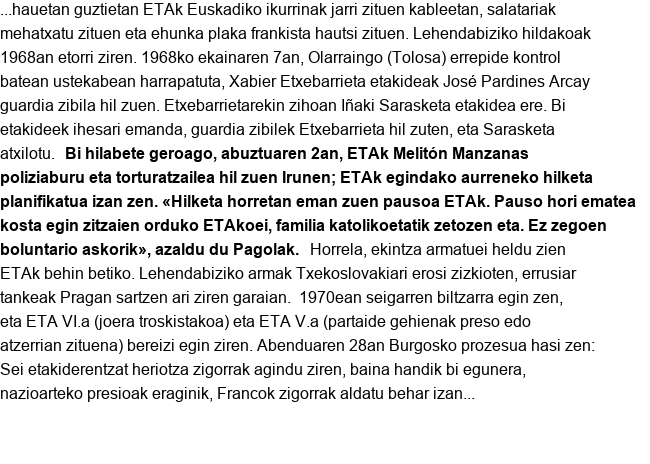 ...hauetan guztietan ETAk Euskadiko ikurrinak jarri zituen kableetan, salatariak
mehatxatu zituen eta ehunka plaka frankista hautsi zituen. Lehendabiziko hildakoak
1968an etorri ziren. 1968ko ekainaren 7an, Olarraingo (Tolosa) errepide kontrol
batean ustekabean harrapatuta, Xabier Etxebarrieta etakideak José Pardines Arcay
guardia zibila hil zuen. Etxebarrietarekin zihoan Iñaki Sarasketa etakidea ere. Bi
etakideek ihesari emanda, guardia zibilek Etxebarrieta hil zuten, eta Sarasketa
atxilotu. Bi hilabete geroago, abuztuaren 2an, ETAk Melitón Manzanas
poliziaburu eta torturatzailea hil zuen Irunen; ETAk egindako aurreneko hilketa
planifikatua izan zen. «Hilketa horretan eman zuen pausoa ETAk. Pauso hori ematea
kosta egin zitzaien orduko ETAkoei, familia katolikoetatik zetozen eta. Ez zegoen
boluntario askorik», azaldu du Pagolak. Horrela, ekintza armatuei heldu zien
ETAk behin betiko. Lehendabiziko armak Txekoslovakiari erosi zizkioten, errusiar
tankeak Pragan sartzen ari ziren garaian. 1970ean seigarren biltzarra egin zen,
eta ETA VI.a (joera troskistakoa) eta ETA V.a (partaide gehienak preso edo
atzerrian zituena) bereizi egin ziren. Abenduaren 28an Burgosko prozesua hasi zen:
Sei etakiderentzat heriotza zigorrak agindu ziren, baina handik bi egunera,
nazioarteko presioak eraginik, Francok zigorrak aldatu behar izan...